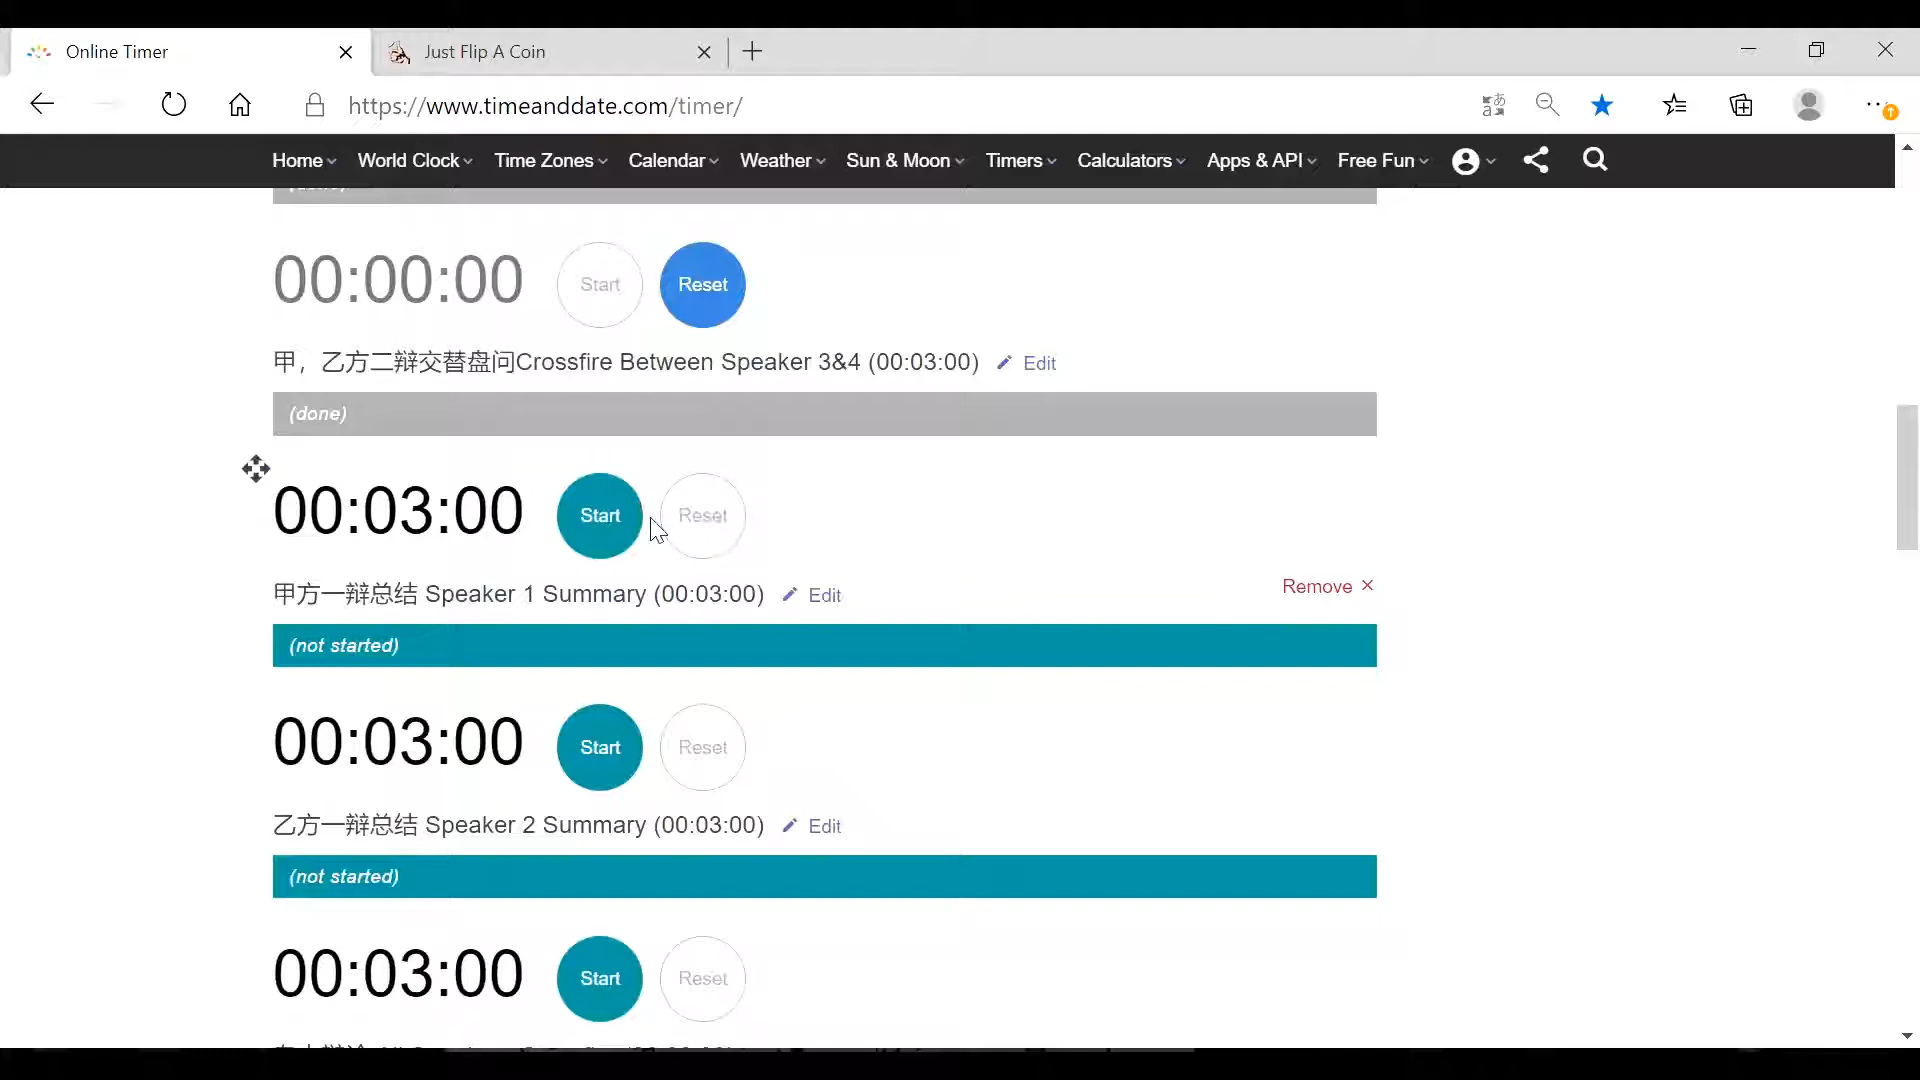 Online Timer
Just Flip A Coin
https://www.timeanddate.com/timer/
Home World Clock Time Zones Calendar Weather Sun & Moon Timers Calculators Apps & API Free Fun
00:00:00 Start Reset
甲，乙方二辩交替盘问Crossfire Between Speaker 3&4 (00:03:00) Edit
(done)
00:03:00 Start Reset
甲方一辩总结 Speaker 1 Summary (00:03:00) Edit Remove ×
(not started)
00:03:00 Start Reset
乙方一辩总结 Speaker 2 Summary (00:03:00) Edit
(not started)
00:03:00 Start Reset